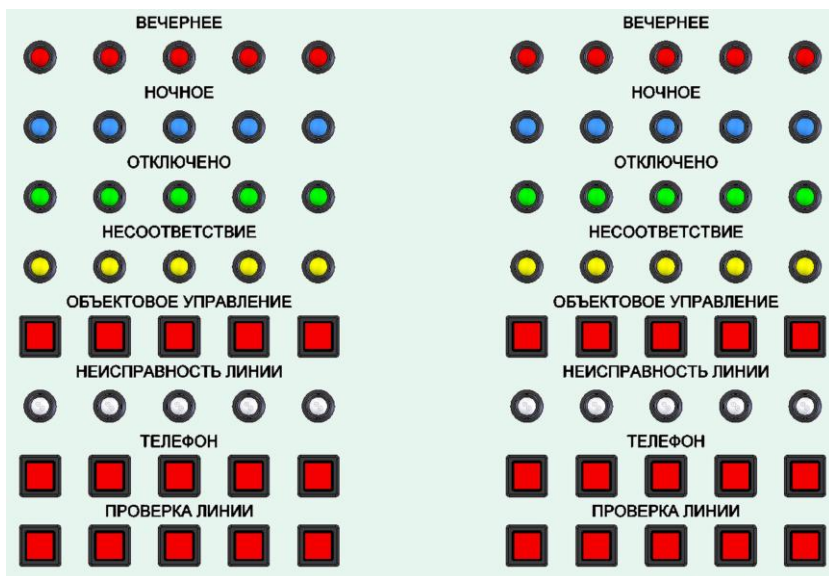 ВЕЧЕРНЕЕ
НОЧНОЕ
ОТКЛЮЧЕНО
НЕСООТВЕТСТВИЕ
ОБЪЕКТОВОЕ УПРАВЛЕНИЕ
НЕИСПРАВНОСТЬ ЛИНИИ
ТЕЛЕФОН
ПРОВЕРКА ЛИНИИ
ВЕЧЕРНЕЕ
НОЧНОЕ
ОТКЛЮЧЕНО
НЕСООТВЕТСТВИЕ
ОБЪЕКТОВОЕ УПРАВЛЕНИЕ
НЕИСПРАВНОСТЬ ЛИНИИ
ТЕЛЕФОН
ПРОВЕРКА ЛИНИИ